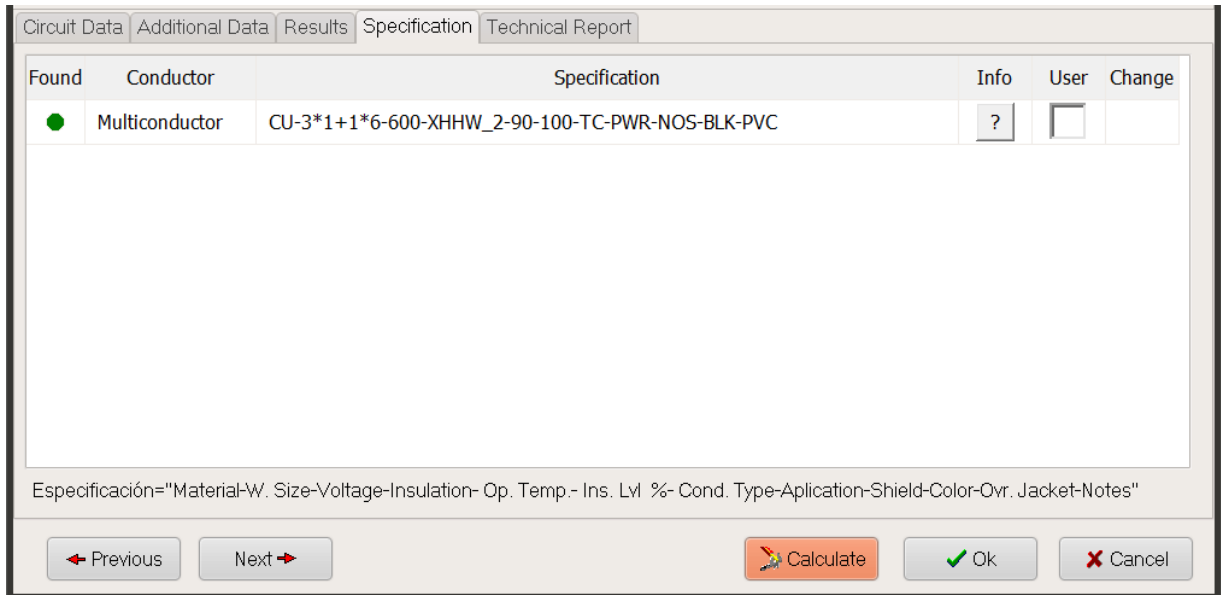 Circuit Data Additional Data Results Specification Technical Report
Found Conductor Specification Info User Change
Multiconductor CU-3*1+1*6-600-XHHW_2-90-100-TC-PWR-NOS-BLK-PVC ?
Especificación="Material-W. Size-Voltage-Insulation- Op. Temp.- Ins. Lvl %- Cond. Type-Aplication-Shield-Color-Ovr. Jacket-Notes"
Previous Next Calculate Ok Cancel